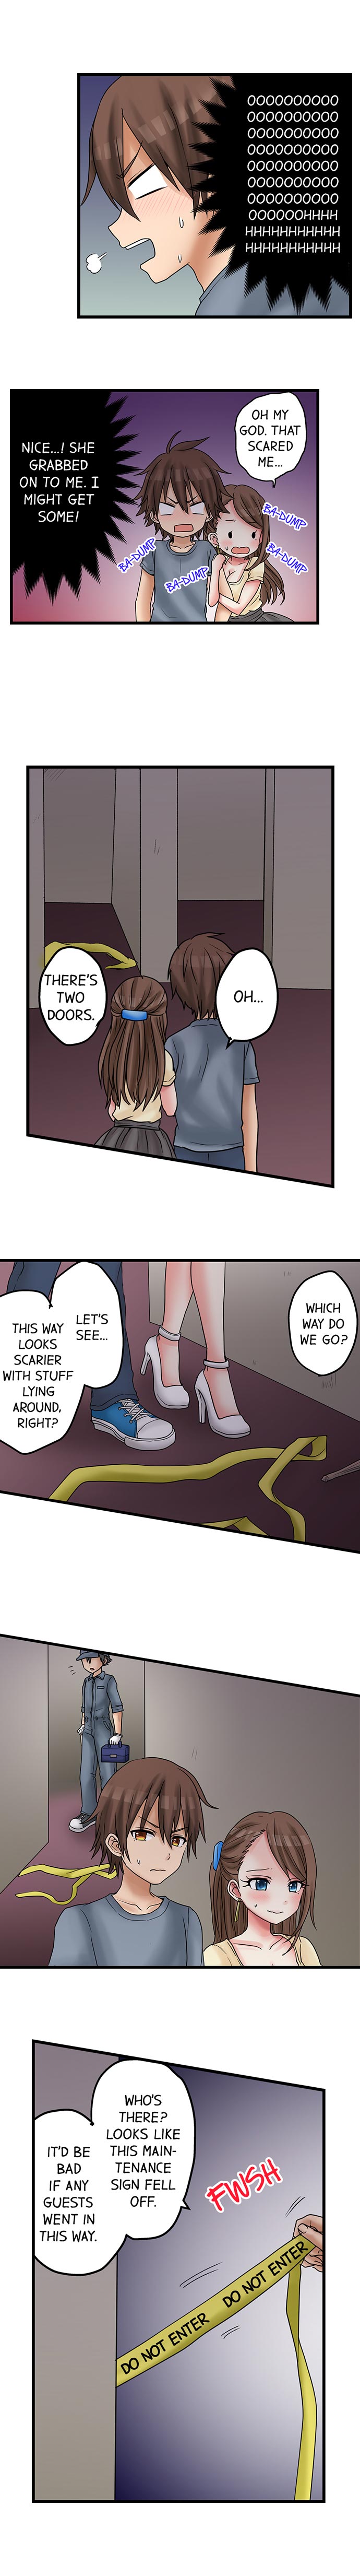 OOOOOOOOOO
OOOOOOOOOO
OOOOOOOOOO
OOOOOOOOOO
OOOOOOOOOO
OOOOOOOOOO
OOOOOOOOOO
OOOOOOHHHH
HHHHHHHHHHH
HHHHHHHHHHH
OH MY
GOD. THAT
SCARED
ME...
NICE...! SHE
GRABBED
ON TO ME. I
MIGHT GET
SOME!
BA-DUMP
BA-DUMP
BA-DUMP
BA-DUMP
THERE'S
TWO
DOORS.
OH...
WHICH
WAY DO
WE GO?
LET'S
SEE...
THIS WAY
LOOKS
SCARIER
WITH STUFF
LYING
AROUND,
RIGHT?
WHO'S
THERE?
LOOKS LIKE
THIS MAIN-
TENANCE
SIGN FELL
OFF.
IT'D BE
BAD
IF ANY
GUESTS
WENT IN
THIS WAY.
FWSH
DO NOT ENTER DO NOT ENTER